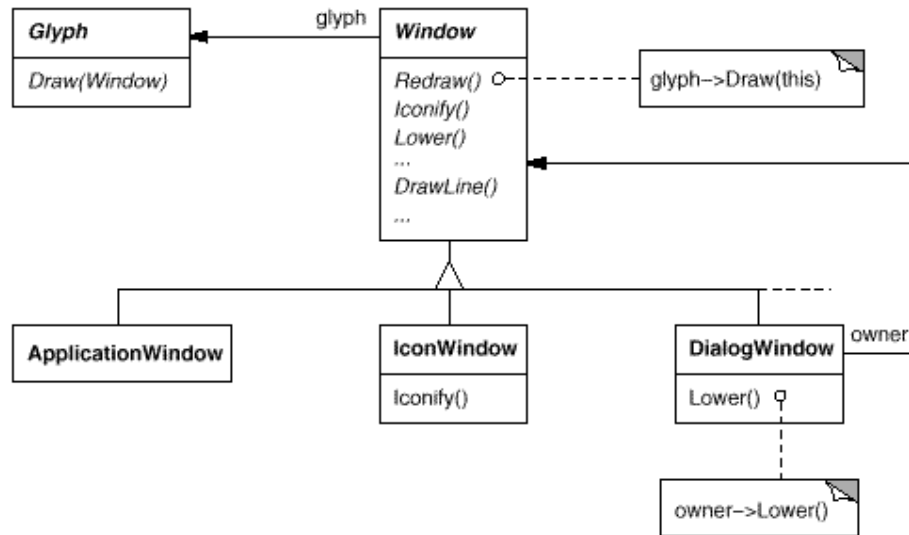 Glyph
Draw(Window)
glyph
Window
Redraw()
Iconify()
Lower()
...
DrawLine()
...
glyph->Draw(this)
ApplicationWindow
IconWindow
Iconify()
DialogWindow
Lower()
owner
owner->Lower()